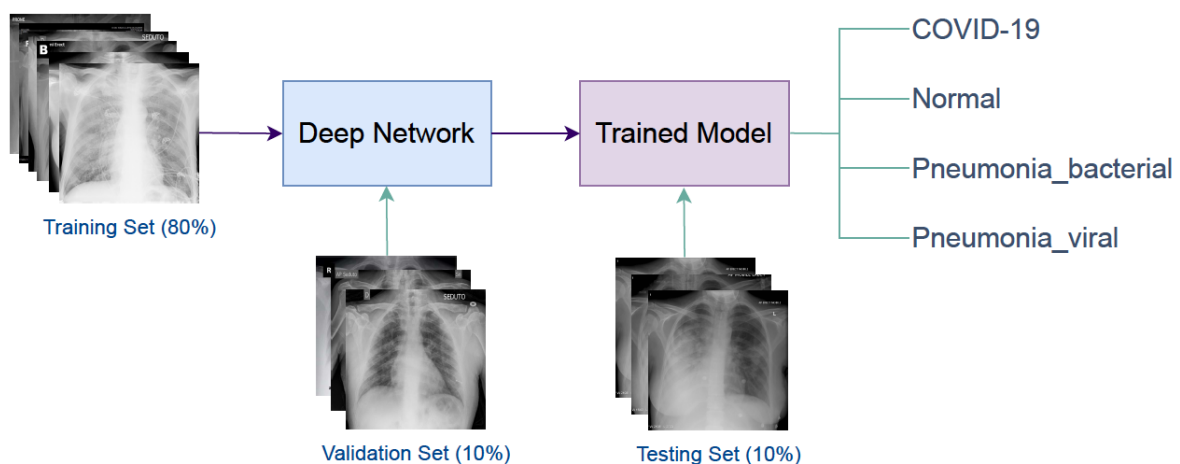 PRONE
SEDUTO
B
Deep Network
Trained Model
COVID-19
Normal
Pneumonia_bacterial
Pneumonia_viral
Training Set (80%)
R
SEDUTO
Validation Set (10%)
L
Testing Set (10%)